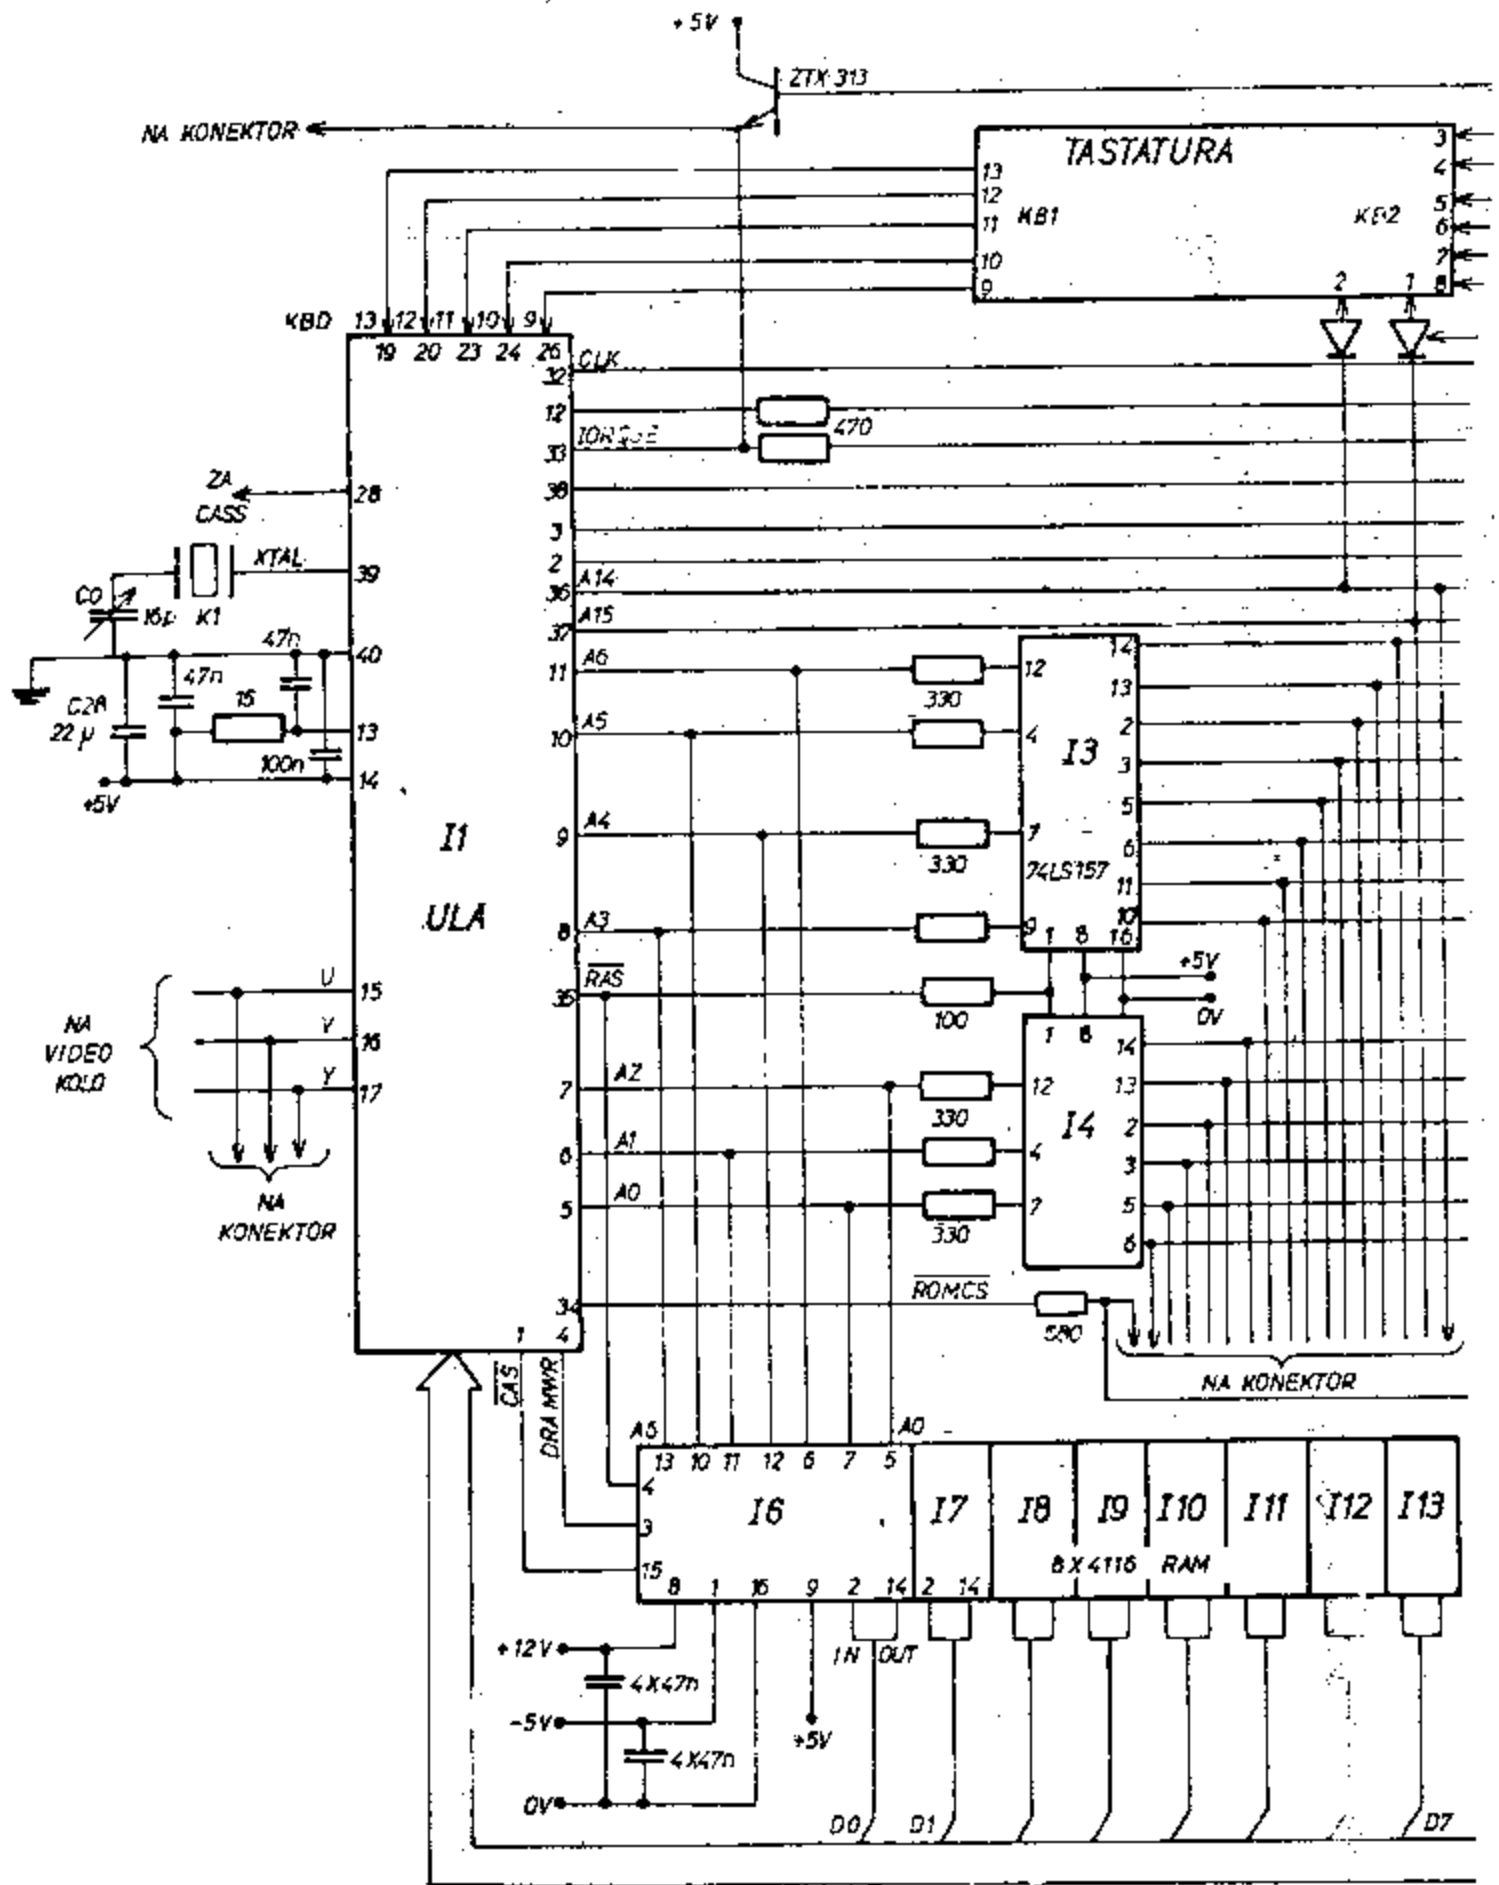 +5V
ZTX 313
NA KONEKTOR
TASTATURA
KB1
KB2
13
12
11
10
9
3
4
5
6
7
8
2
1
KBD
13
12
11
10
9
19
20
23
24
26
32
CLK
12
470
33
IORQUE
38
3
2
36
A14
37
A15
28
ZA
CASS
39
XTAL
C0
16p
K1
40
47n
47n
15
13
C28
22 µ
100n
14
+5V
I1
ULA
11
A6
10
A5
9
A4
8
A3
35
RAS
7
A2
6
A1
5
A0
34
ROMCS
680
330
330
100
330
330
12
4
7
9
I3
74LS157
14
13
2
3
5
6
11
10
1
8
16
+5V
0V
1
8
12
4
7
I4
14
13
2
3
5
6
NA
VIDEO
KOLO
U
15
V
16
Y
17
NA
KONEKTOR
1
4
CAS
DRAMWR
NA KONEKTOR
A6
A0
13
10
11
12
6
7
5
4
3
15
I6
I7
I8
I9
I10
I11
I12
I13
8X4116 RAM
8
1
16
9
2
14
2
14
+12V
4X47n
-5V
4X47n
0V
+5V
IN
OUT
D0
D1
D7